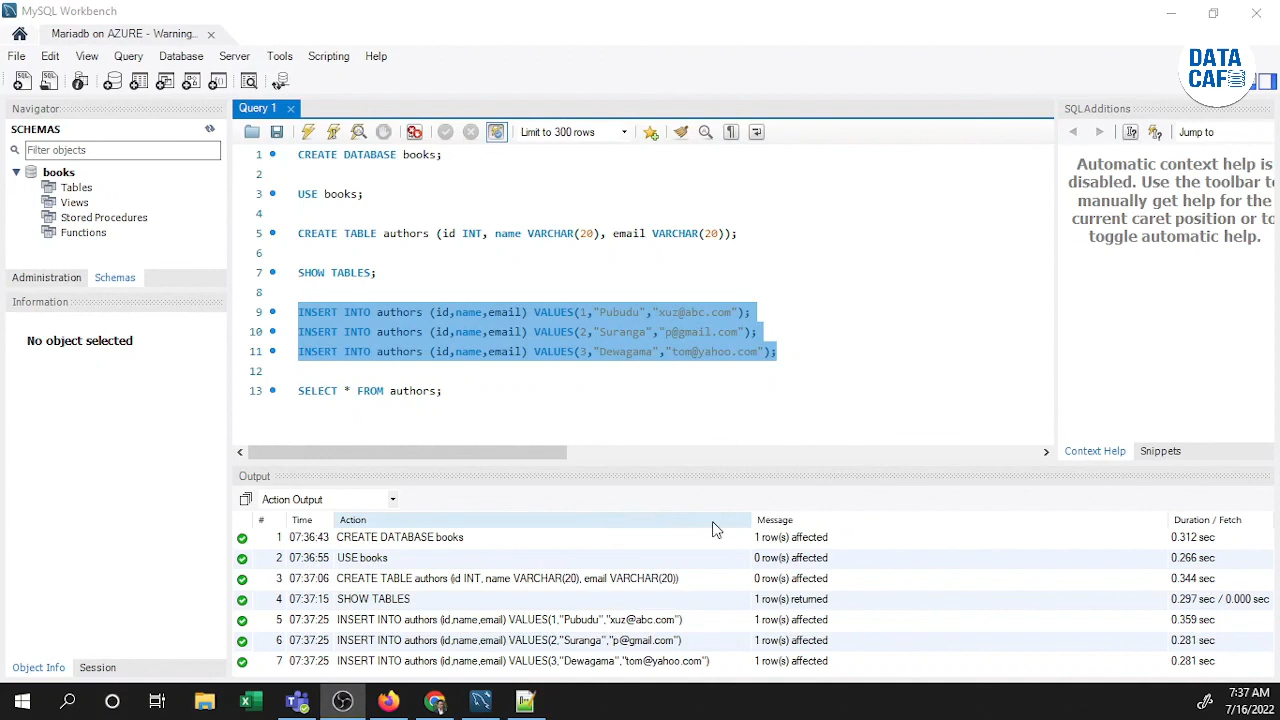 MySQL Workbench
Mariadb on AZURE - Warning...
File Edit View Query Database Server Tools Scripting Help
DATA
CAFE
Navigator
SCHEMAS
Filter objects
books
Tables
Views
Stored Procedures
Functions
Administration Schemas
Information
No object selected
Object Info Session
Query 1
Limit to 300 rows
1 CREATE DATABASE books;
2
3 USE books;
4
5 CREATE TABLE authors (id INT, name VARCHAR(20), email VARCHAR(20));
6
7 SHOW TABLES;
8
9 INSERT INTO authors (id,name,email) VALUES(1,"Pubudu","xuz@abc.com");
10 INSERT INTO authors (id,name,email) VALUES(2,"Suranga","p@gmail.com");
11 INSERT INTO authors (id,name,email) VALUES(3,"Dewagama","tom@yahoo.com");
12
13 SELECT * FROM authors;
SQLAdditions
Jump to
Automatic context help is
disabled. Use the toolbar to
manually get help for the
current caret position or to
toggle automatic help.
Context Help Snippets
Output
Action Output
# Time Action Message Duration / Fetch
1 07:36:43 CREATE DATABASE books 1 row(s) affected 0.312 sec
2 07:36:55 USE books 0 row(s) affected 0.266 sec
3 07:37:06 CREATE TABLE authors (id INT, name VARCHAR(20), email VARCHAR(20)) 0 row(s) affected 0.344 sec
4 07:37:15 SHOW TABLES 1 row(s) returned 0.297 sec / 0.000 sec
5 07:37:25 INSERT INTO authors (id,name,email) VALUES(1,"Pubudu","xuz@abc.com") 1 row(s) affected 0.359 sec
6 07:37:25 INSERT INTO authors (id,name,email) VALUES(2,"Suranga","p@gmail.com") 1 row(s) affected 0.281 sec
7 07:37:25 INSERT INTO authors (id,name,email) VALUES(3,"Dewagama","tom@yahoo.com") 1 row(s) affected 0.281 sec
7:37 AM
7/16/2022